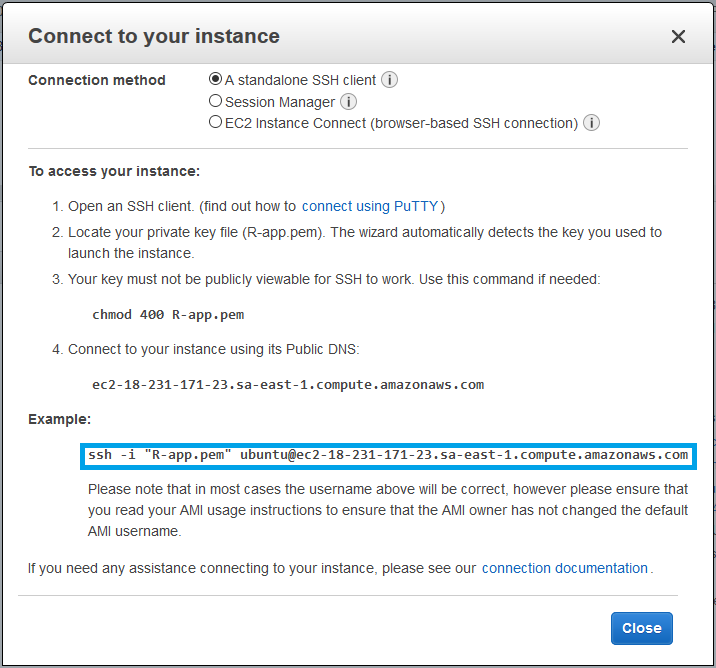 Connect to your instance
Connection method
A standalone SSH client
Session Manager
EC2 Instance Connect (browser-based SSH connection)
To access your instance:
1. Open an SSH client. (find out how to connect using PuTTY)
2. Locate your private key file (R-app.pem). The wizard automatically detects the key you used to
launch the instance.
3. Your key must not be publicly viewable for SSH to work. Use this command if needed:
chmod 400 R-app.pem
4. Connect to your instance using its Public DNS:
ec2-18-231-171-23.sa-east-1.compute.amazonaws.com
Example:
ssh -i "R-app.pem" ubuntu@ec2-18-231-171-23.sa-east-1.compute.amazonaws.com
Please note that in most cases the username above will be correct, however please ensure that
you read your AMI usage instructions to ensure that the AMI owner has not changed the default
AMI username.
If you need any assistance connecting to your instance, please see our connection documentation.
Close